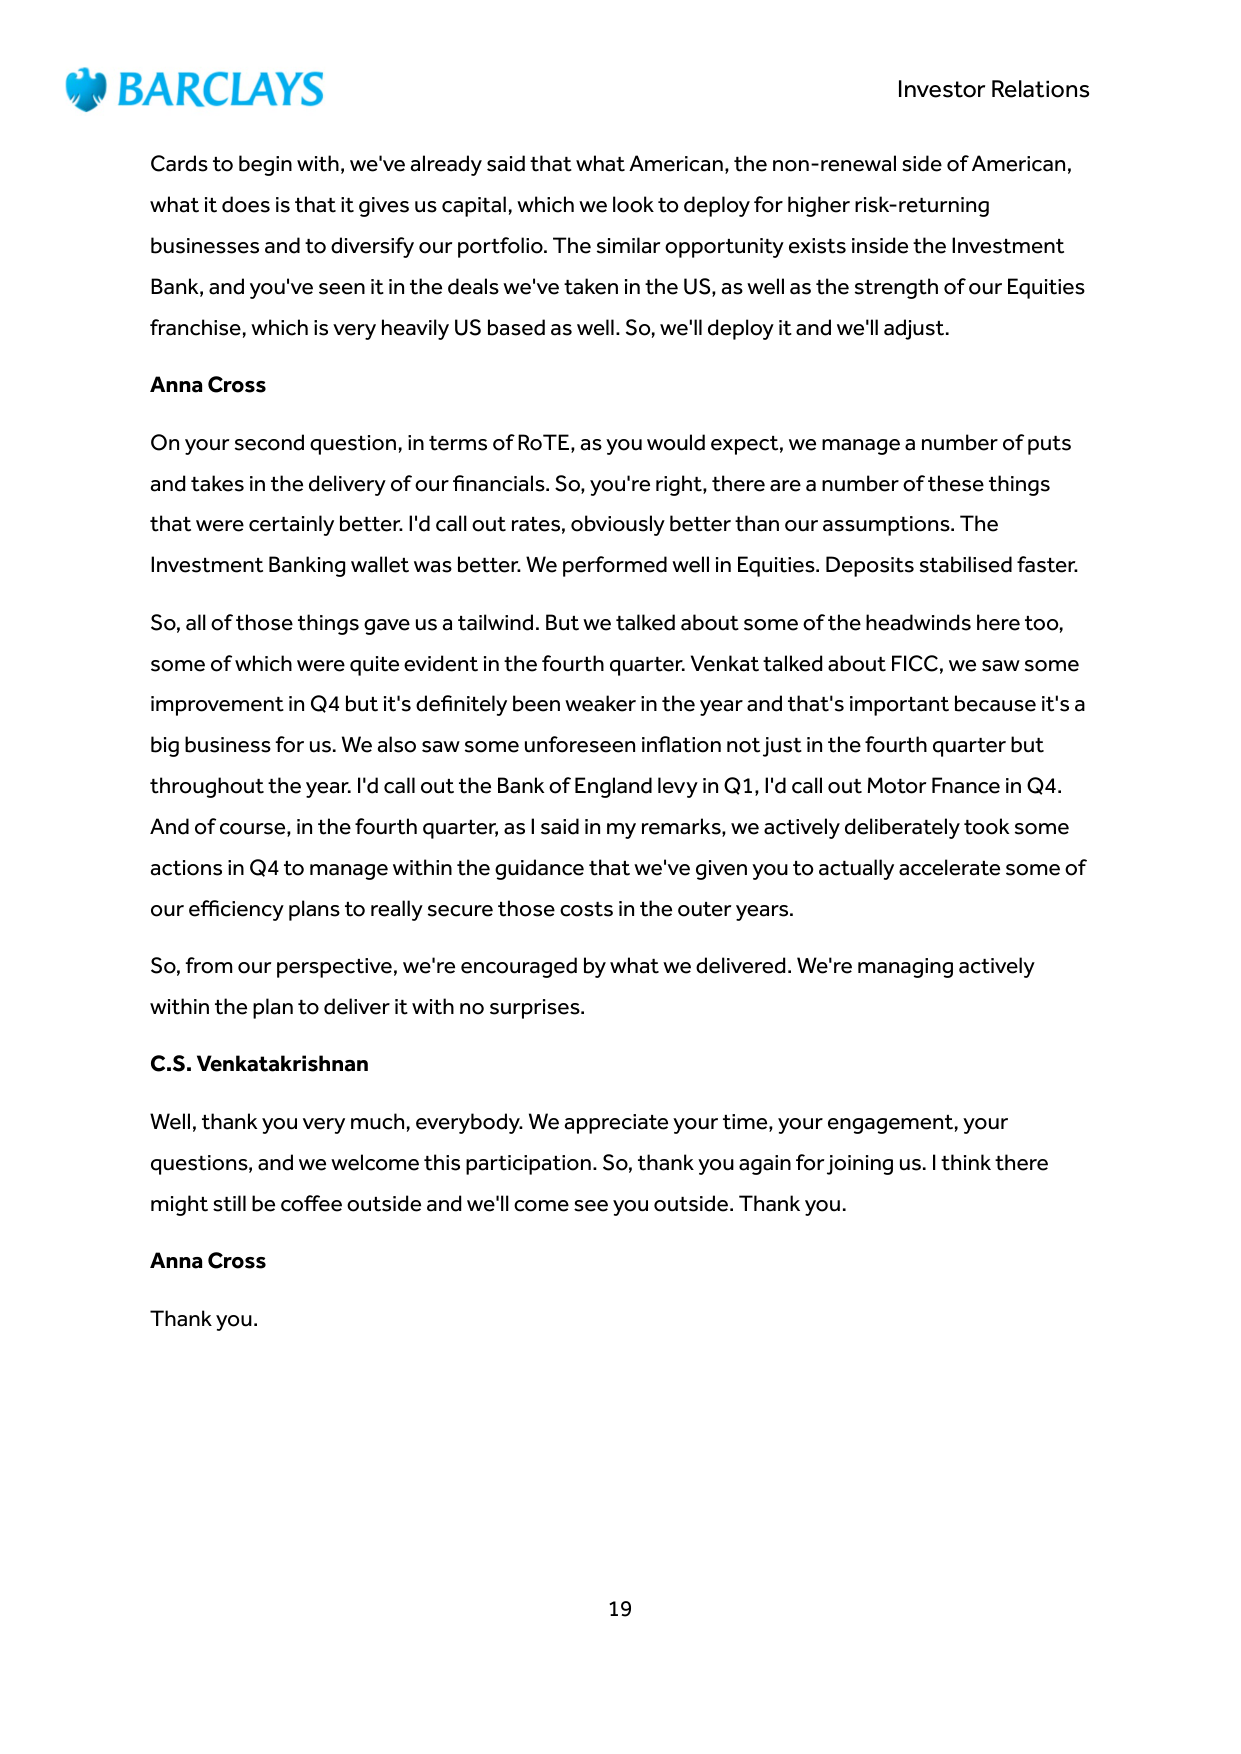 BARCLAYS
Investor Relations
Cards to begin with, we've already said that what American, the non-renewal side of American,
what it does is that it gives us capital, which we look to deploy for higher risk-returning
businesses and to diversify our portfolio. The similar opportunity exists inside the Investment
Bank, and you've seen it in the deals we've taken in the US, as well as the strength of our Equities
franchise, which is very heavily US based as well. So, we'll deploy it and we'll adjust.
Anna Cross
On your second question, in terms of RoTE, as you would expect, we manage a number of puts
and takes in the delivery of our financials. So, you're right, there are a number of these things
that were certainly better. I'd call out rates, obviously better than our assumptions. The
Investment Banking wallet was better. We performed well in Equities. Deposits stabilised faster.
So, all of those things gave us a tailwind. But we talked about some of the headwinds here too,
some of which were quite evident in the fourth quarter. Venkat talked about FICC, we saw some
improvement in Q4 but it's definitely been weaker in the year and that's important because it's a
big business for us. We also saw some unforeseen inflation not just in the fourth quarter but
throughout the year. I'd call out the Bank of England levy in Q1, I'd call out Motor Fnance in Q4.
And of course, in the fourth quarter, as I said in my remarks, we actively deliberately took some
actions in Q4 to manage within the guidance that we've given you to actually accelerate some of
our efficiency plans to really secure those costs in the outer years.
So, from our perspective, we're encouraged by what we delivered. We're managing actively
within the plan to deliver it with no surprises.
C.S. Venkatakrishnan
Well, thank you very much, everybody. We appreciate your time, your engagement, your
questions, and we welcome this participation. So, thank you again for joining us. I think there
might still be coffee outside and we'll come see you outside. Thank you.
Anna Cross
Thank you.
19